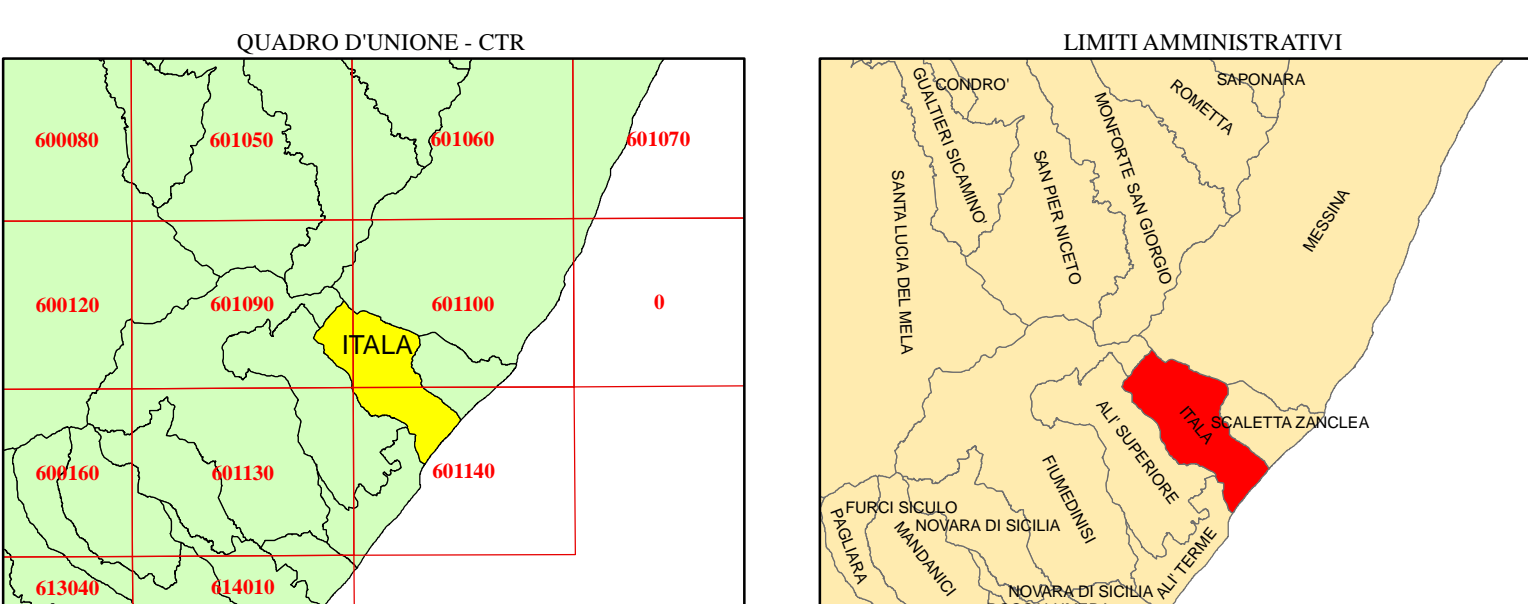 QUADRO D'UNIONE - CTR
600080
601050
601060
601070
600120
601090
601100
0
ITALA
600160
601130
601140
613040
614010
LIMITI AMMINISTRATIVI
CONDRO'
SAPONARA
GUALTIERI SICAMINO'
ROMETTA
MONFORTE SAN GIORGIO
SAN PIER NICETO
SANTA LUCIA DEL MELA
MESSINA
ITALA
SCALETTA ZANCLEA
ALI' SUPERIORE
FIUMEDINISI
FURCI SICULO
NOVARA DI SICILIA
PAGLIARA
MANDANICI
ALI' TERME
NOVARA DI SICILIA